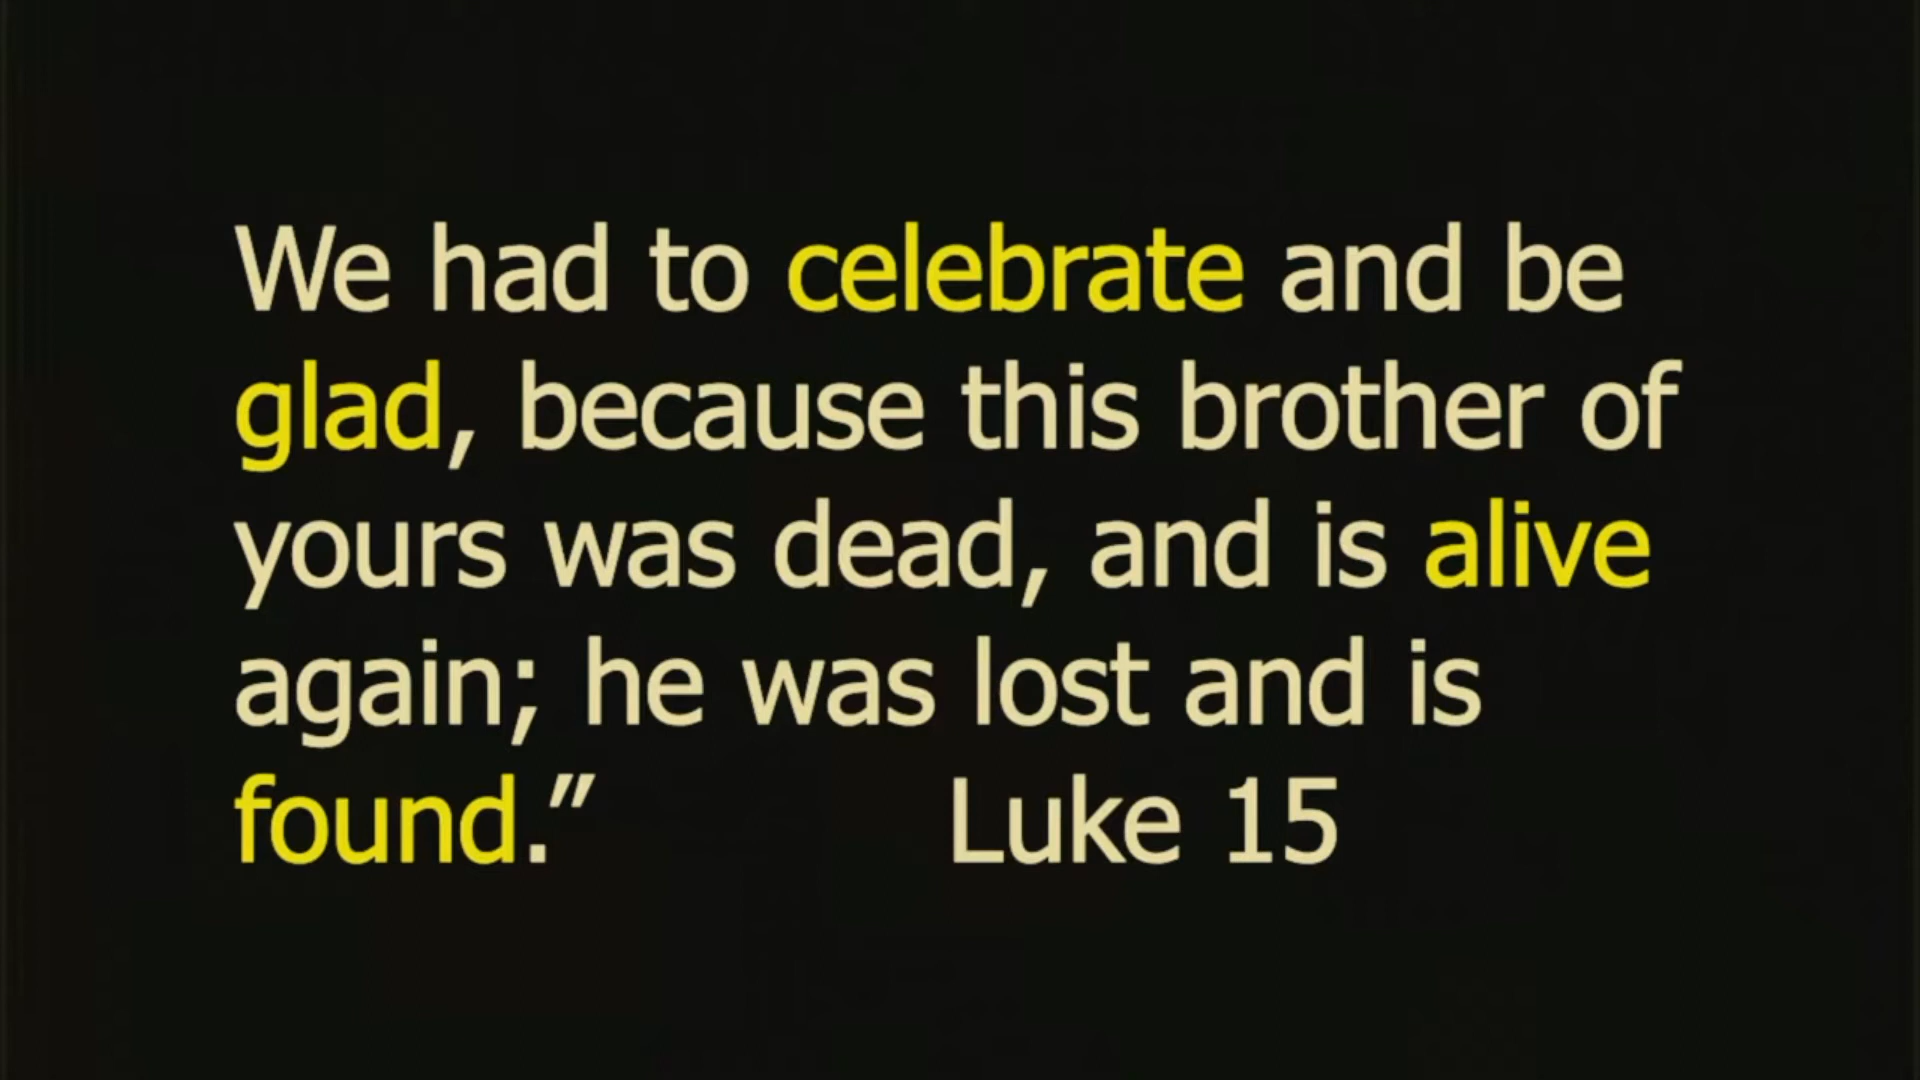 We had to celebrate and be
glad, because this brother of
yours was dead, and is alive
again; he was lost and is
found.” Luke 15